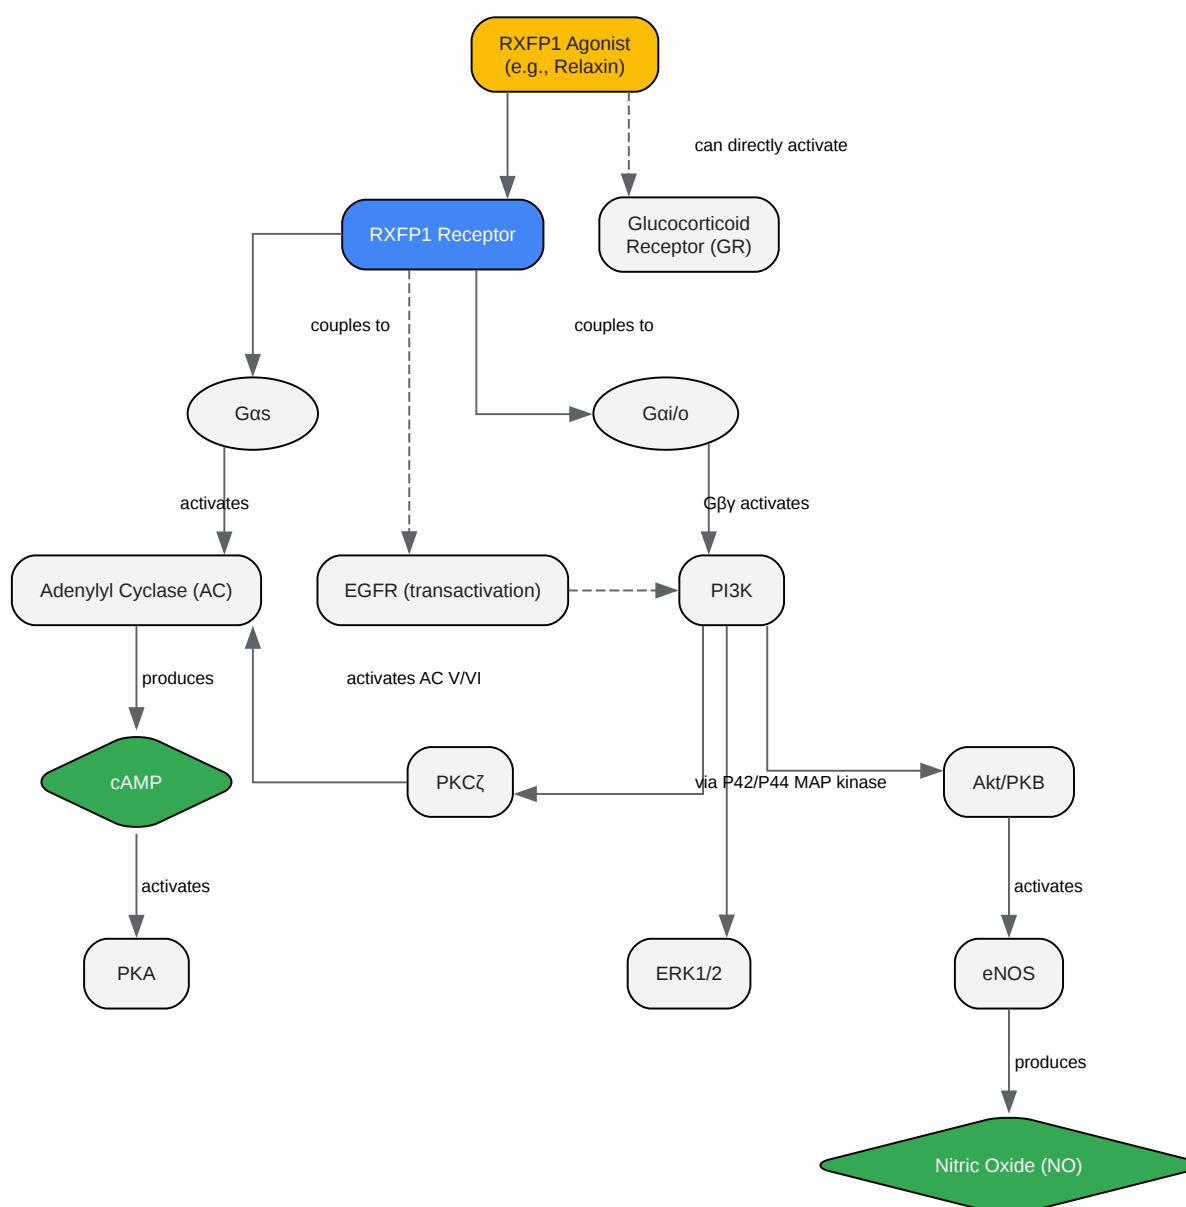 RXFP1 Agonist
(e.g., Relaxin)
can directly activate
RXFP1 Receptor
Glucocorticoid
Receptor (GR)
couples to
couples to
Gαs
Gαi/o
activates
Gβγ activates
Adenylyl Cyclase (AC)
EGFR (transactivation)
PI3K
produces
activates AC V/VI
cAMP
PKCζ
via P42/P44 MAP kinase
Akt/PKB
activates
activates
PKA
ERK1/2
eNOS
produces
Nitric Oxide (NO)